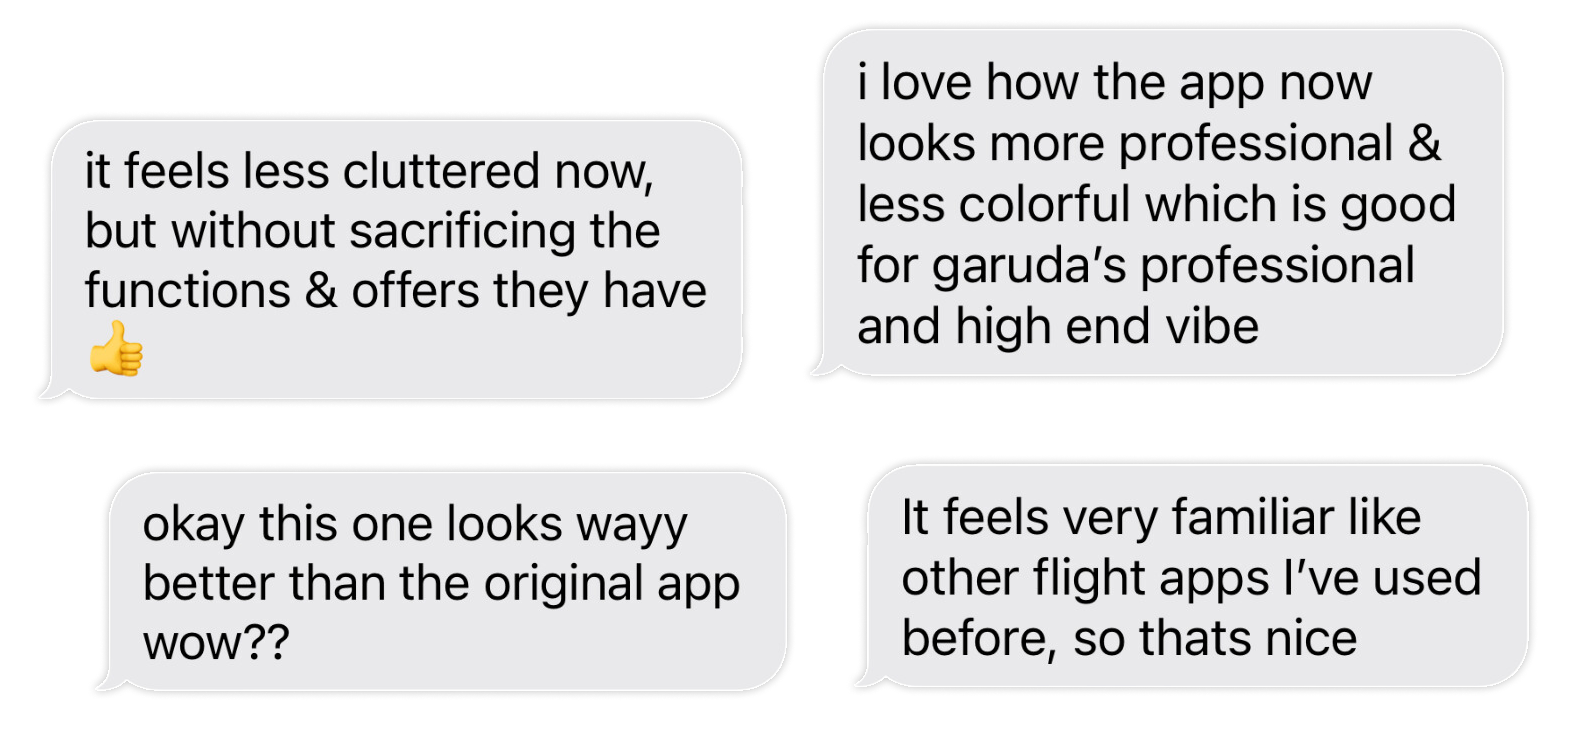 it feels less cluttered now,
but without sacrificing the
functions & offers they have
👍
i love how the app now
looks more professional &
less colorful which is good
for garuda’s professional
and high end vibe
okay this one looks wayy
better than the original app
wow??
It feels very familiar like
other flight apps I’ve used
before, so thats nice